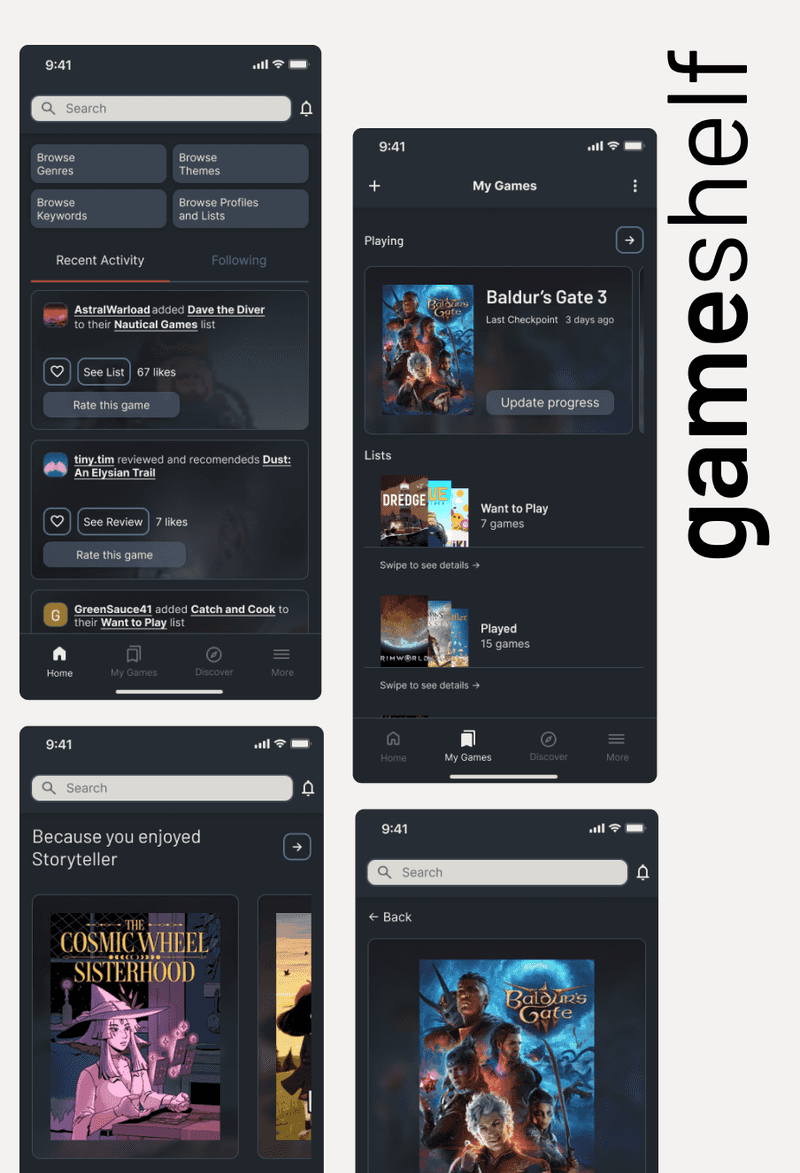 9:41
Search
Browse
Genres
Browse
Themes
Browse
Keywords
Browse Profiles
and Lists
Recent Activity
Following
AstralWarload added Dave the Diver
to their Nautical Games list
See List
67 likes
Rate this game
tiny.tim reviewed and recomendeds Dust:
An Elysian Trail
See Review
7 likes
Rate this game
G
GreenSauce41 added Catch and Cook to
their Want to Play list
Home
My Games
Discover
More
9:41
My Games
Playing
Baldur's Gate
Baldur’s Gate 3
Last Checkpoint 3 days ago
Update progress
Lists
DREDGE
Want to Play
7 games
Swipe to see details →
RIMWORLD
Played
15 games
Swipe to see details →
Home
My Games
Discover
More
gameshelf
9:41
Search
Because you enjoyed
Storyteller
THE
COSMIC WHEEL
SISTERHOOD
9:41
Search
← Back
Baldur's
Gate